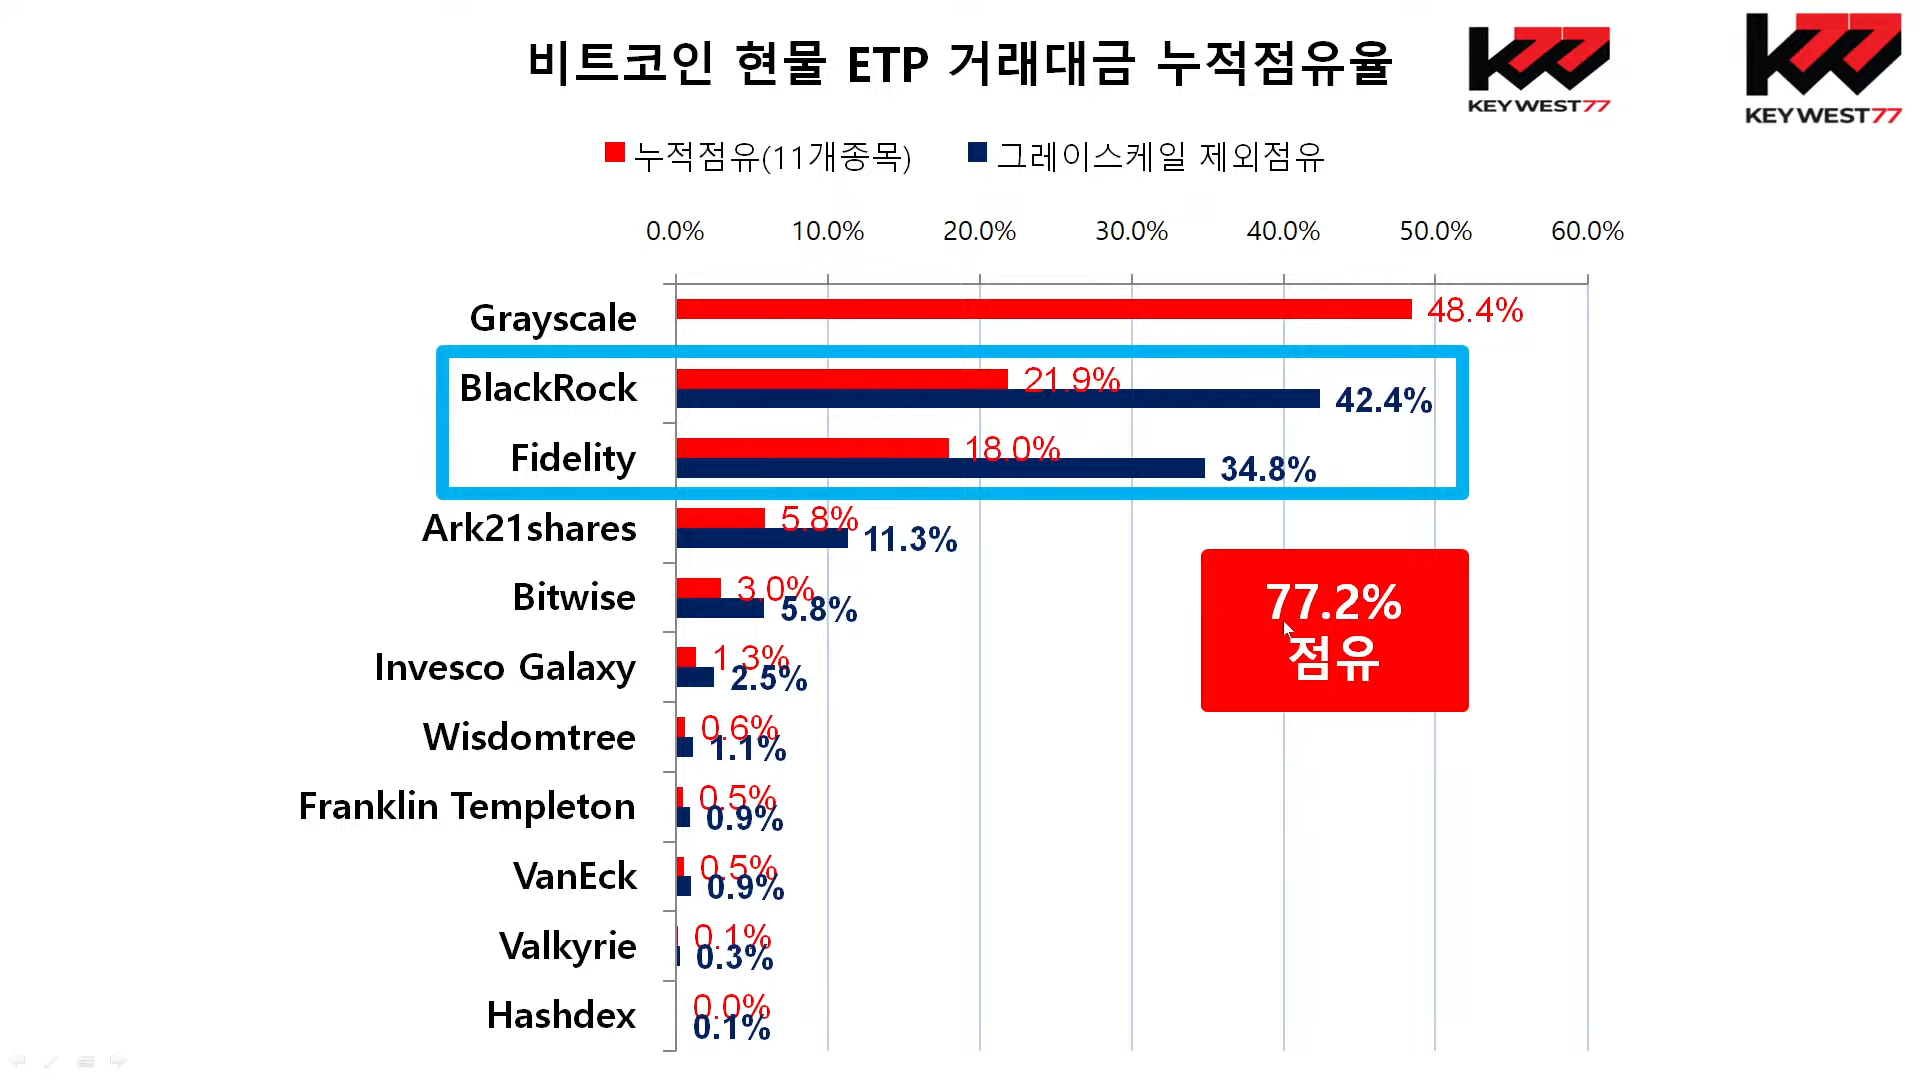 비트코인 현물 ETP 거래대금 누적점유율
KEYWEST77
KEYWEST77
누적점유(11개종목) 그레이스케일 제외점유
0.0% 10.0% 20.0% 30.0% 40.0% 50.0% 60.0%
Grayscale 48.4%
BlackRock 21.9%
42.4%
Fidelity 18.0%
34.8%
Ark21shares 5.8%
11.3%
Bitwise 3.0%
5.8%
77.2%
점유
Invesco Galaxy 1.3%
2.5%
Wisdomtree 0.6%
1.1%
Franklin Templeton 0.5%
0.9%
VanEck 0.5%
0.9%
Valkyrie 0.1%
0.3%
Hashdex 0.0%
0.1%